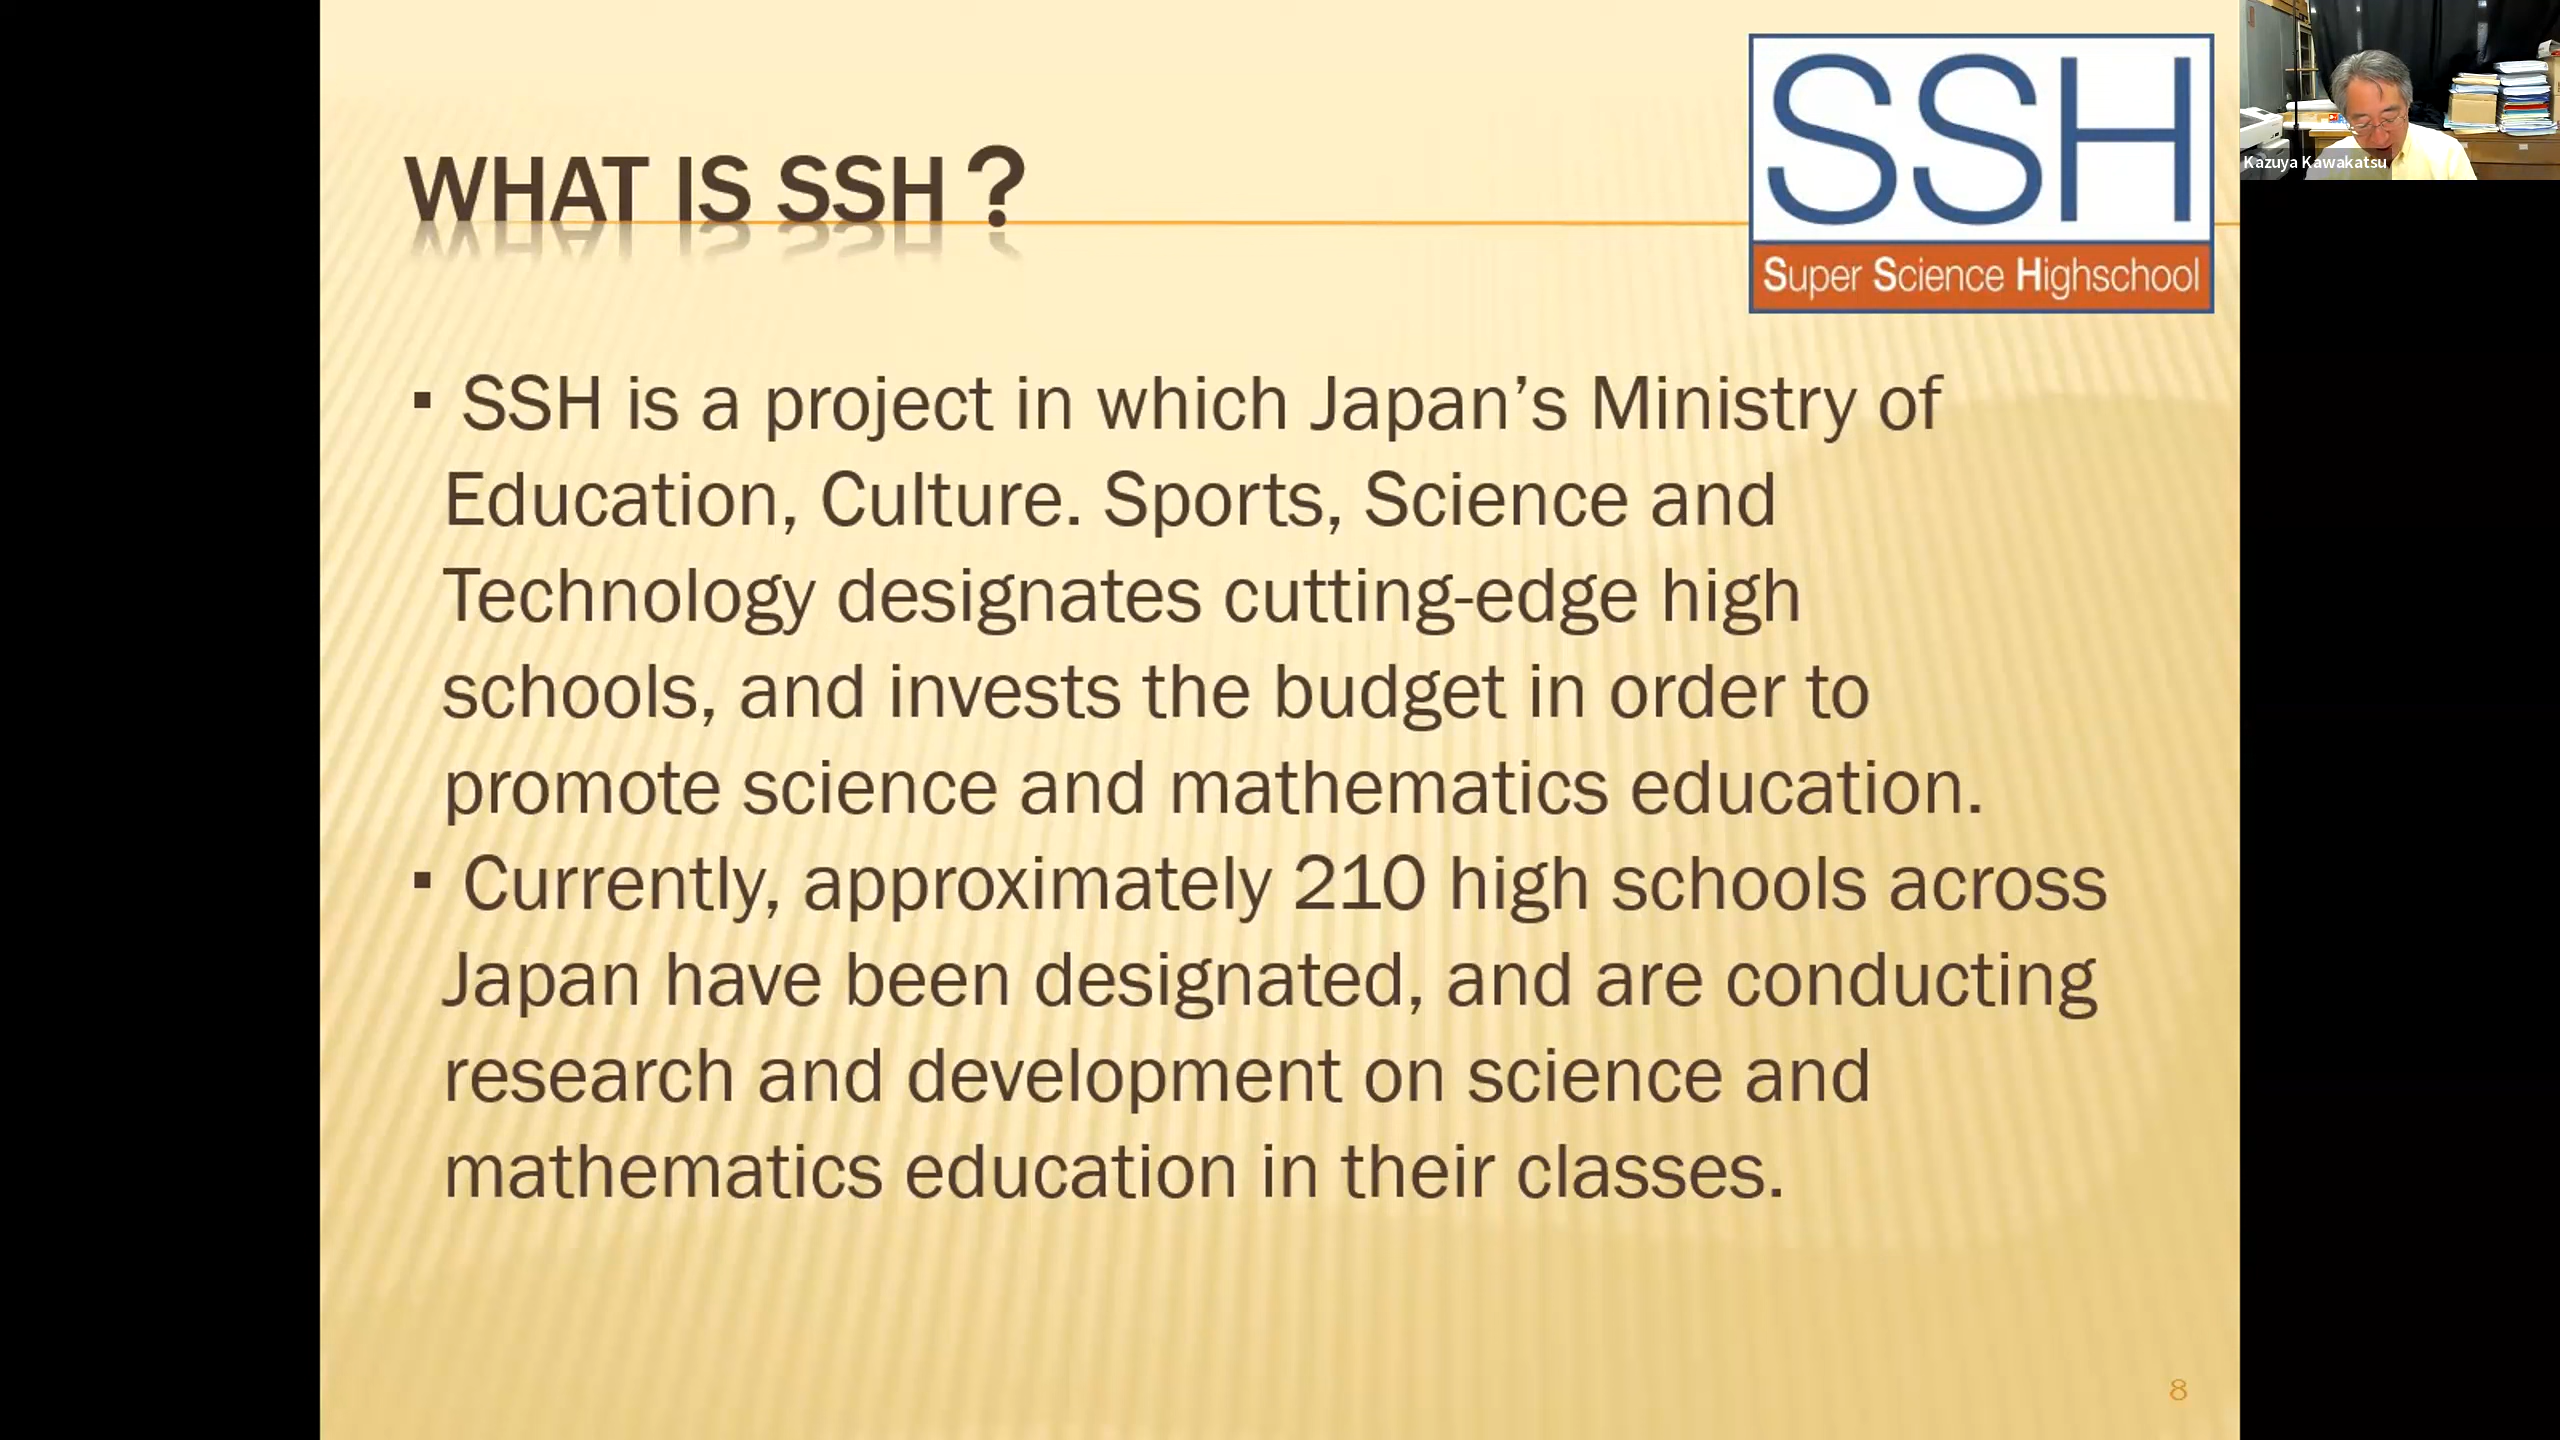 WHAT IS SSH？
SSH
Super Science Highschool
Kazuya Kawakatsu
▪ SSH is a project in which Japan’s Ministry of
Education, Culture. Sports, Science and
Technology designates cutting-edge high
schools, and invests the budget in order to
promote science and mathematics education.
▪ Currently, approximately 210 high schools across
Japan have been designated, and are conducting
research and development on science and
mathematics education in their classes.
8